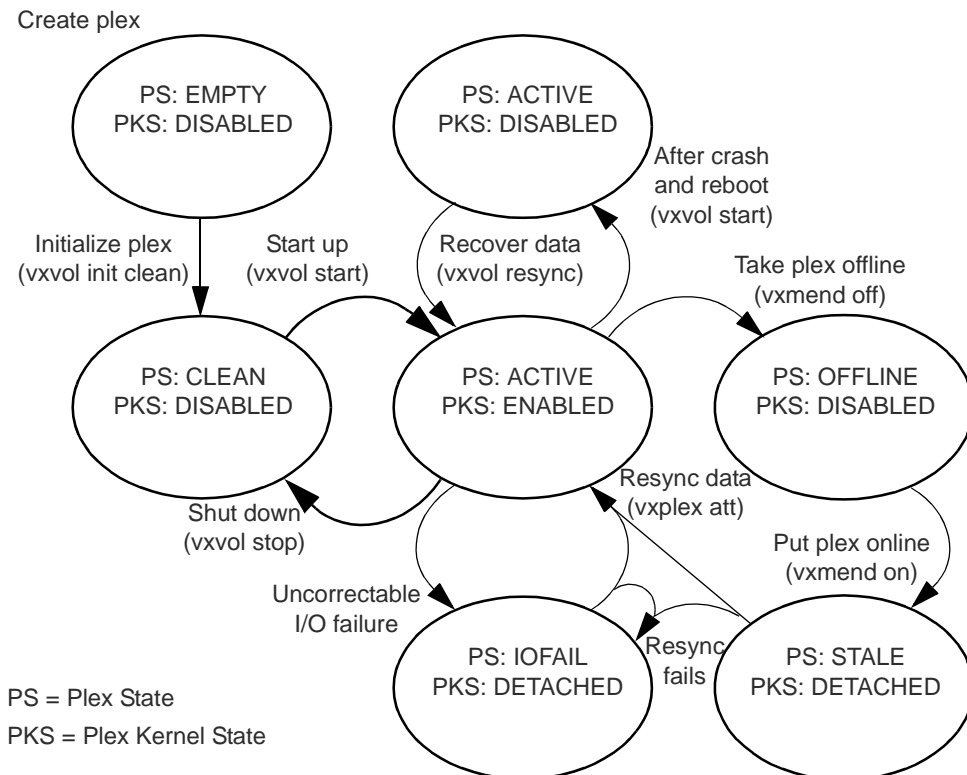 Create plex
PS: EMPTY
PKS: DISABLED
PS: ACTIVE
PKS: DISABLED
After crash
and reboot
(vxvol start)
Initialize plex
(vxvol init clean)
Start up
(vxvol start)
Recover data
(vxvol resync)
Take plex offline
(vxmend off)
PS: CLEAN
PKS: DISABLED
PS: ACTIVE
PKS: ENABLED
PS: OFFLINE
PKS: DISABLED
Shut down
(vxvol stop)
Resync data
(vxplex att)
Put plex online
(vxmend on)
Uncorrectable
I/O failure
PS: IOFAIL
PKS: DETACHED
Resync
fails
PS: STALE
PKS: DETACHED
PS = Plex State
PKS = Plex Kernel State